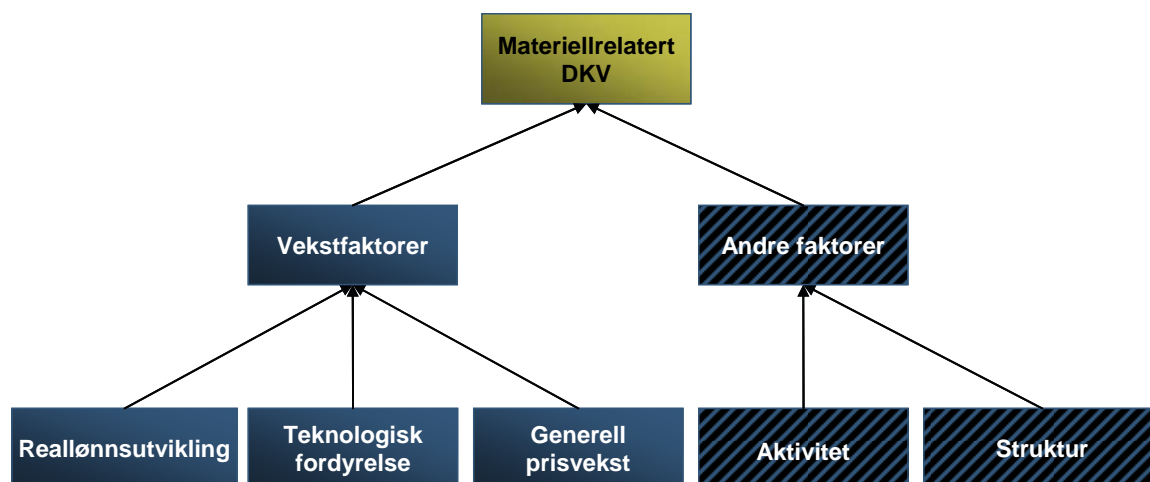 Materiellrelatert
DKV
Vekstfaktorer
Andre faktorer
Reallønnsutvikling
Teknologisk
fordyrelse
Generell
prisvekst
Aktivitet
Struktur